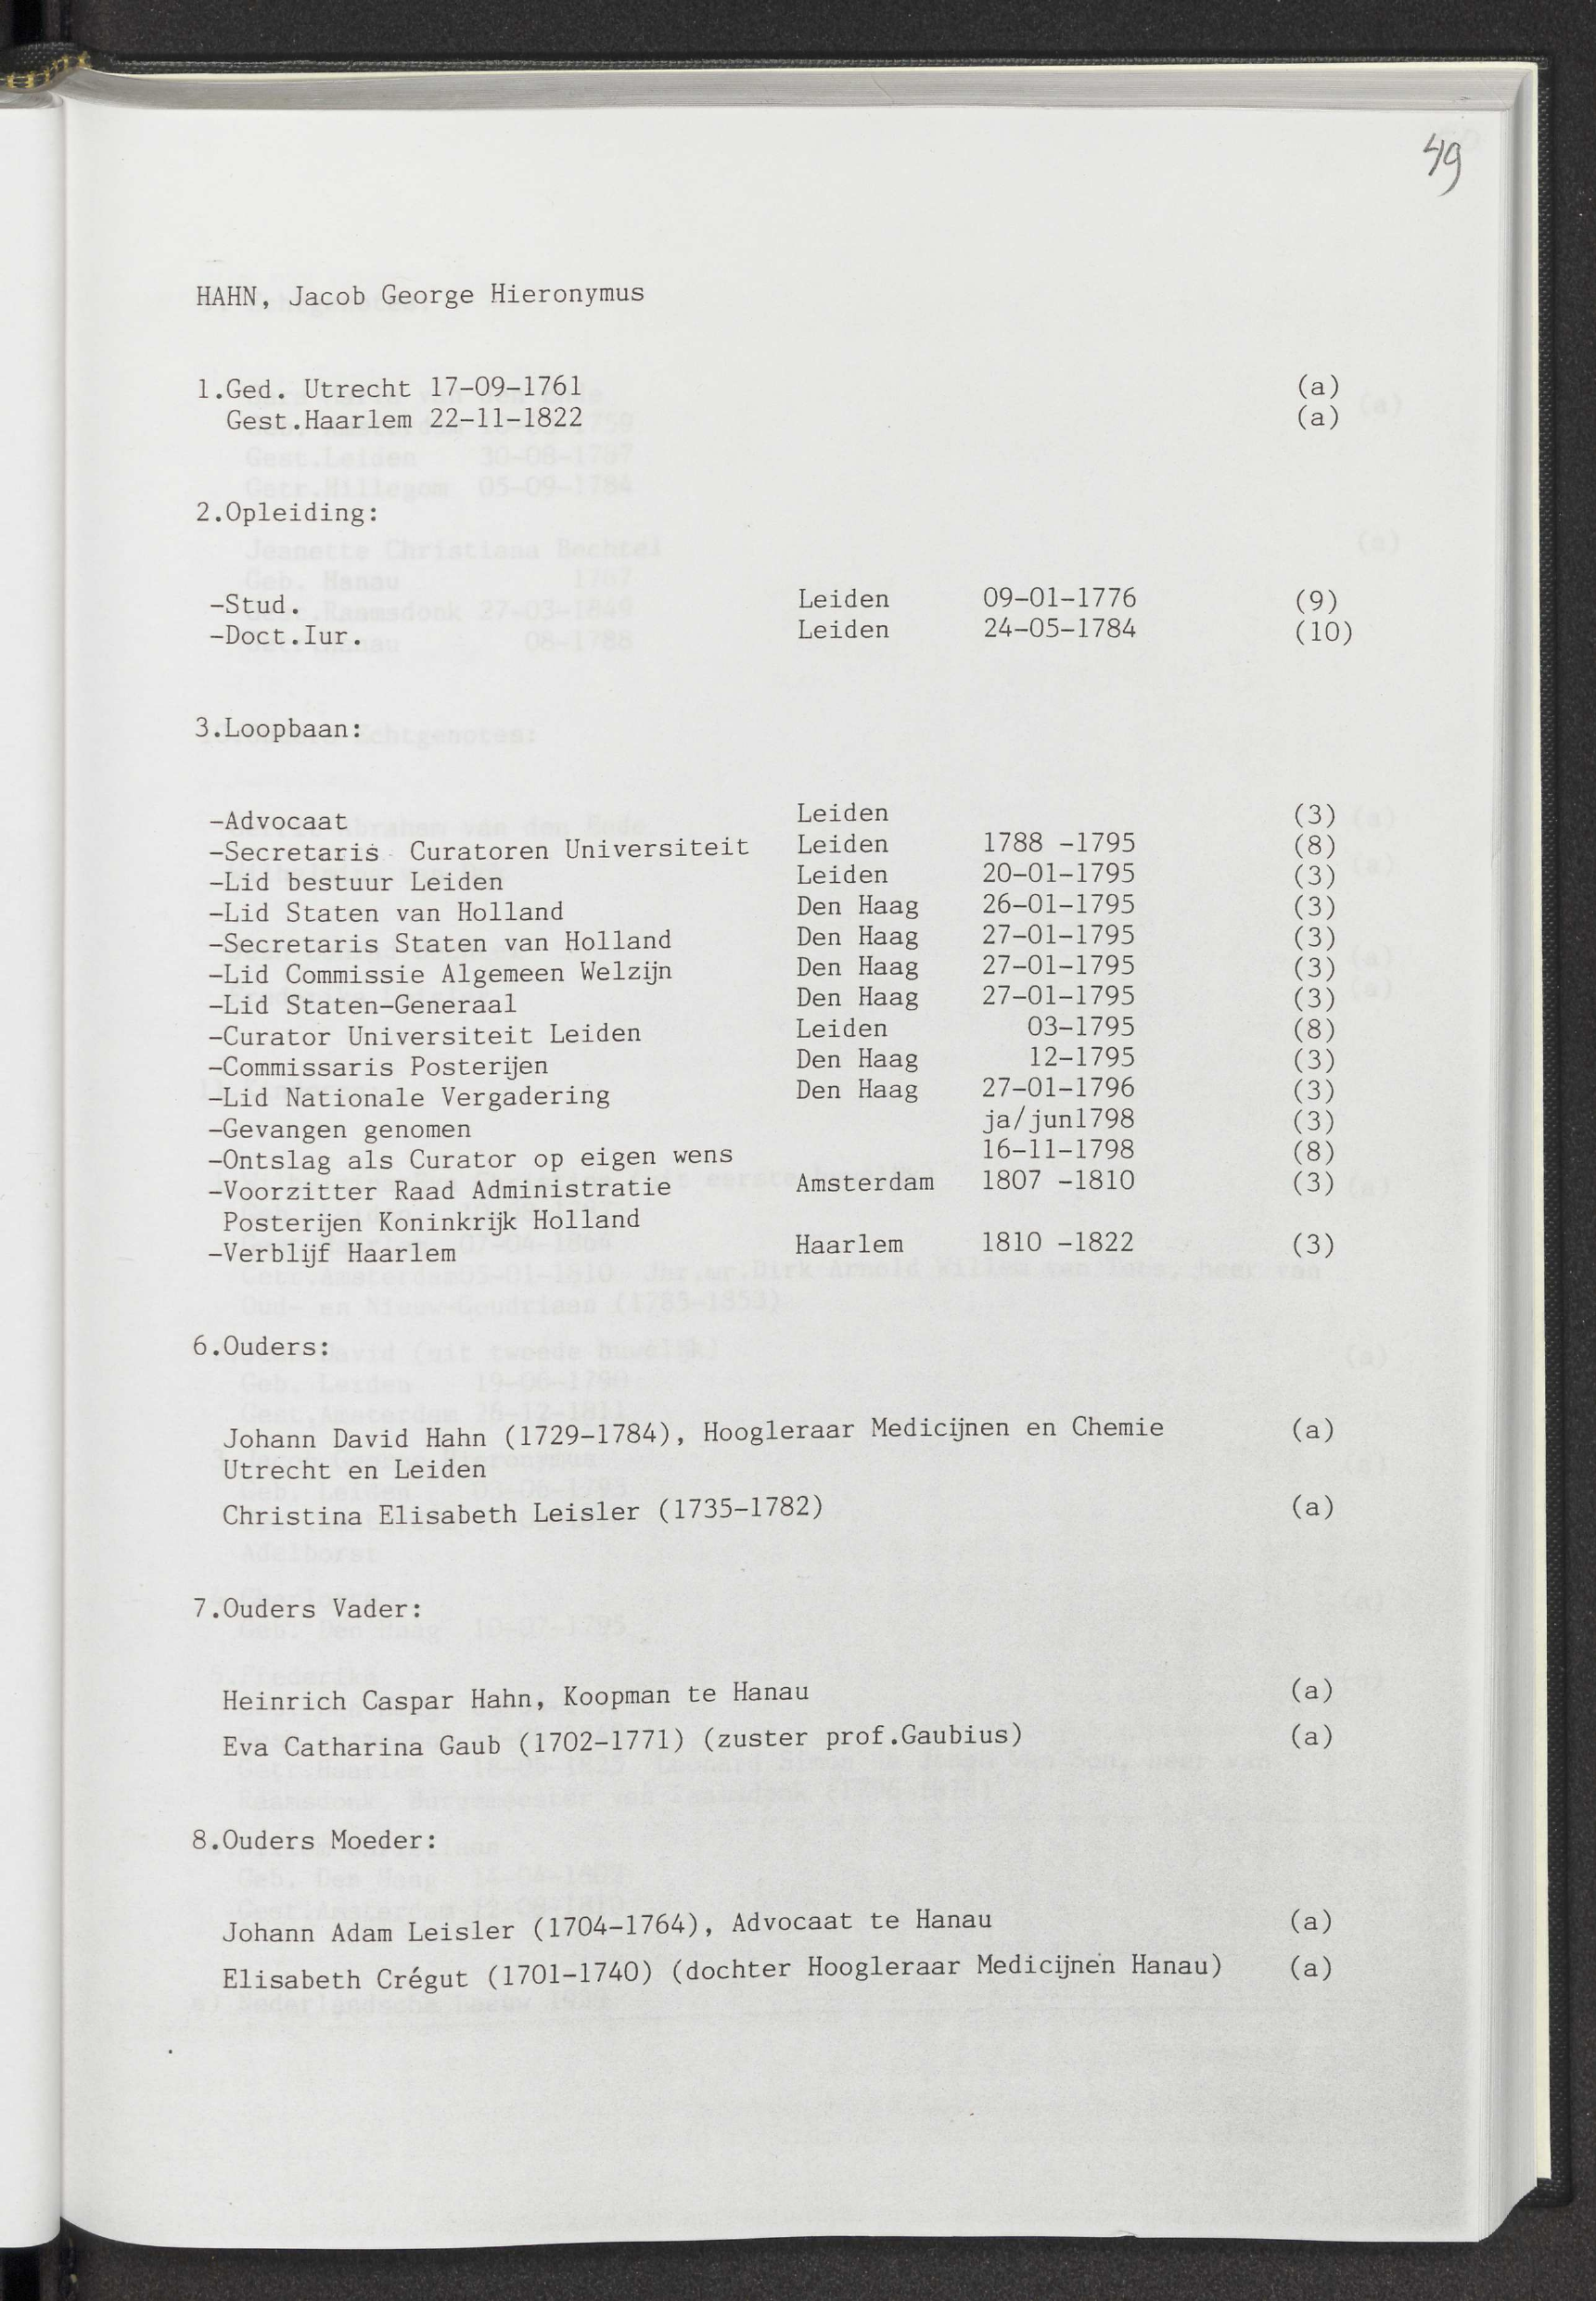 49
HAHN, Jacob George Hieronymus
1.Ged. Utrecht 17-09-1761 (a)
Gest.Haarlem 22-11-1822 (a)
2.Opleiding:
-Stud. Leiden 09-01-1776 (9)
-Doct.Iur. Leiden 24-05-1784 (10)
3.Loopbaan:
-Advocaat Leiden (3)
-Secretaris Curatoren Universiteit Leiden 1788 -1795 (8)
-Lid bestuur Leiden Leiden 20-01-1795 (3)
-Lid Staten van Holland Den Haag 26-01-1795 (3)
-Secretaris Staten van Holland Den Haag 27-01-1795 (3)
-Lid Commissie Algemeen Welzijn Den Haag 27-01-1795 (3)
-Lid Staten-Generaal Den Haag 27-01-1795 (3)
-Curator Universiteit Leiden Leiden 03-1795 (8)
-Commissaris Posterijen Den Haag 12-1795 (3)
-Lid Nationale Vergadering Den Haag 27-01-1796 (3)
-Gevangen genomen ja/jun1798 (3)
-Ontslag als Curator op eigen wens 16-11-1798 (8)
-Voorzitter Raad Administratie Amsterdam 1807 -1810 (3)
Posterijen Koninkrijk Holland
-Verblijf Haarlem Haarlem 1810 -1822 (3)
6.Ouders:
Johann David Hahn (1729-1784), Hoogleraar Medicijnen en Chemie (a)
Utrecht en Leiden
Christina Elisabeth Leisler (1735-1782) (a)
7.Ouders Vader:
Heinrich Caspar Hahn, Koopman te Hanau (a)
Eva Catharina Gaub (1702-1771) (zuster prof.Gaubius) (a)
8.Ouders Moeder:
Johann Adam Leisler (1704-1764), Advocaat te Hanau (a)
Elisabeth Crégut (1701-1740) (dochter Hoogleraar Medicijnen Hanau) (a)